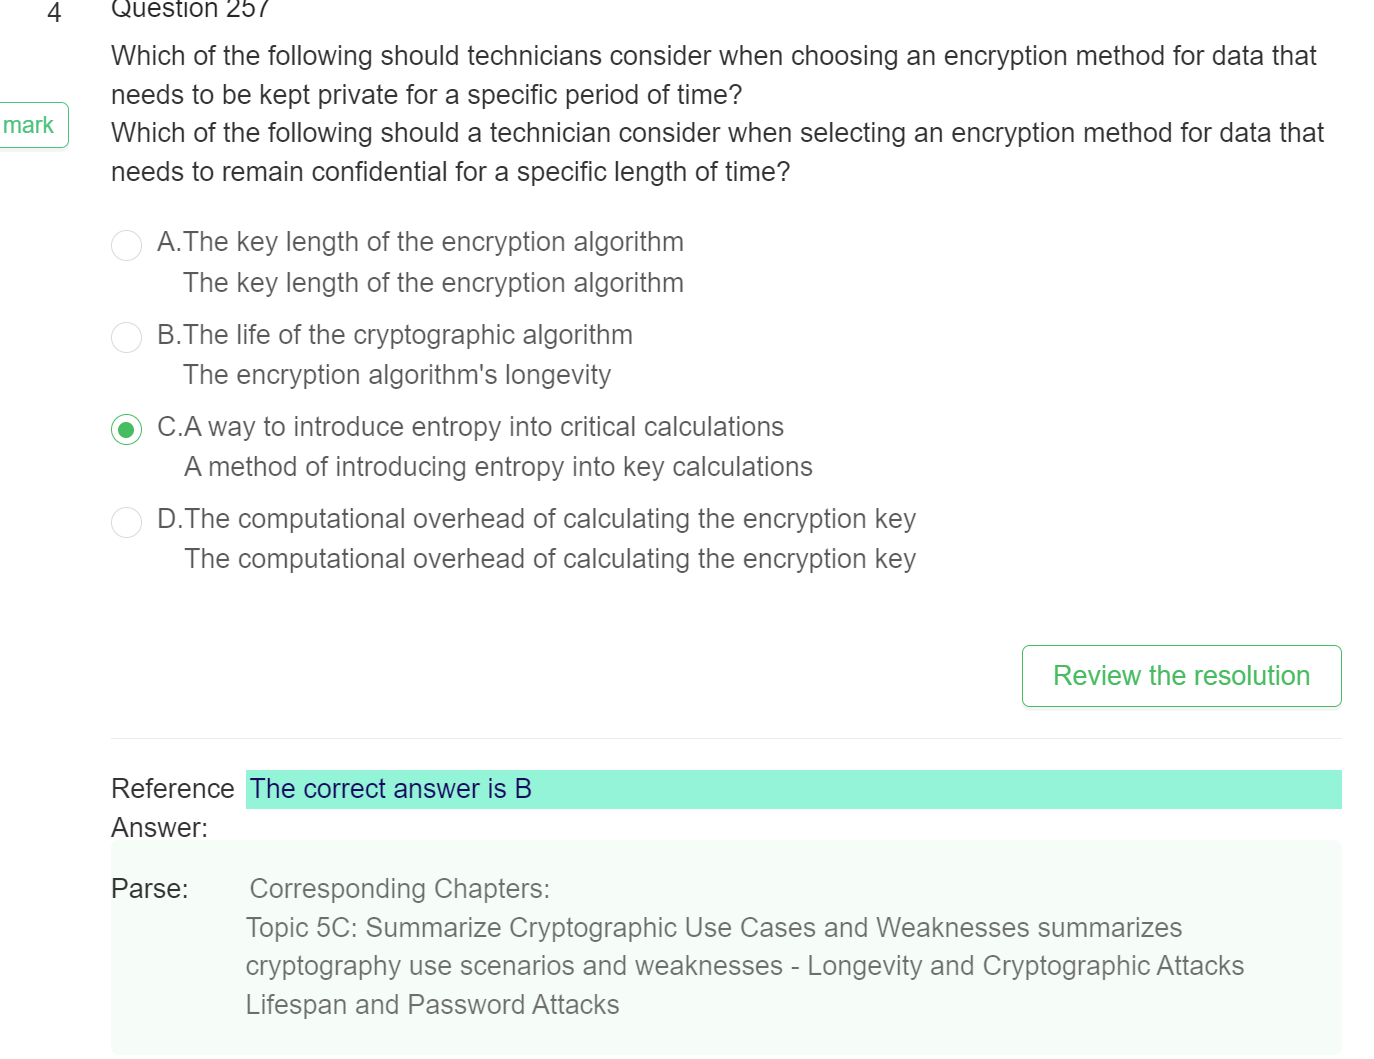 4
Question 257
Which of the following should technicians consider when choosing an encryption method for data that
needs to be kept private for a specific period of time?
mark
Which of the following should a technician consider when selecting an encryption method for data that
needs to remain confidential for a specific length of time?
A.The key length of the encryption algorithm
The key length of the encryption algorithm
B.The life of the cryptographic algorithm
The encryption algorithm's longevity
C.A way to introduce entropy into critical calculations
A method of introducing entropy into key calculations
D.The computational overhead of calculating the encryption key
The computational overhead of calculating the encryption key
Review the resolution
Reference The correct answer is B
Answer:
Parse: Corresponding Chapters:
Topic 5C: Summarize Cryptographic Use Cases and Weaknesses summarizes
cryptography use scenarios and weaknesses - Longevity and Cryptographic Attacks
Lifespan and Password Attacks